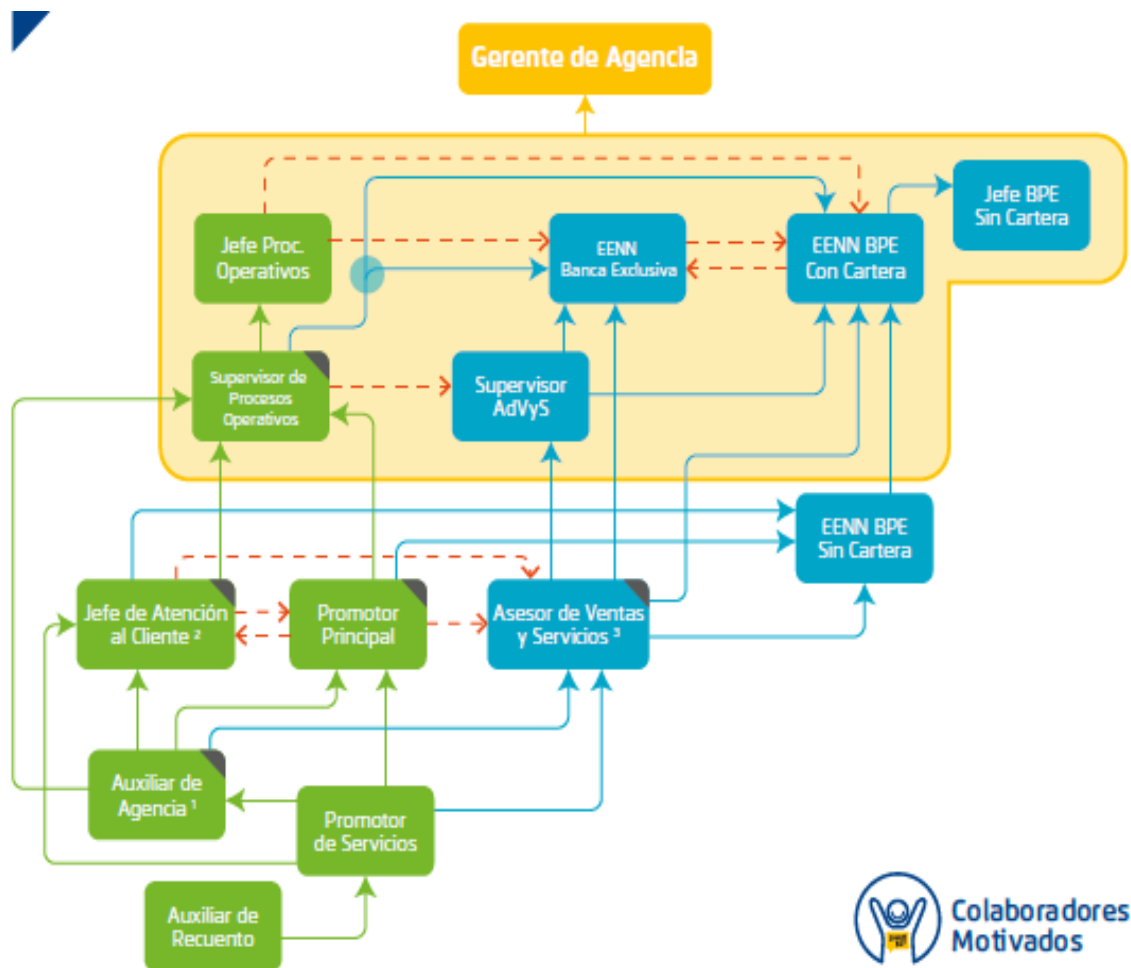 Gerente de Agencia
Jefe BPE
Sin Cartera
Jefe Proc.
Operativos
EENN
Banca Exclusiva
EENN BPE
Con Cartera
Supervisor de
Procesos
Operativos
Supervisor
AdVyS
EENN BPE
Sin Cartera
Jefe de Atención
al Cliente ²
Promotor
Principal
Asesor de Ventas
y Servicios ³
Auxiliar de
Agencia ¹
Promotor
de Servicios
Auxiliar de
Recuento
Colaboradores
Motivados